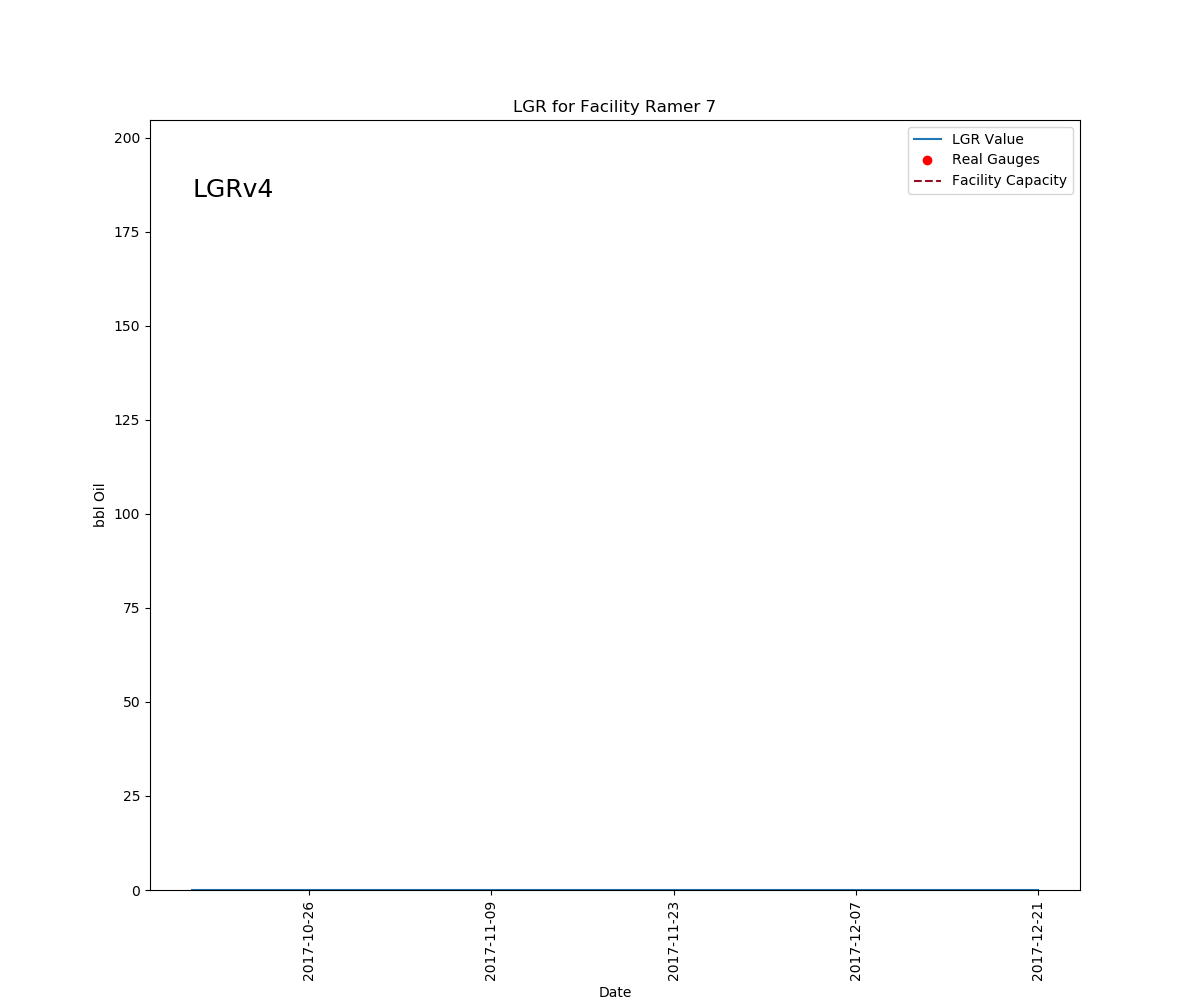 LGR for Facility Ramer 7
LGRv4
LGR Value
Real Gauges
Facility Capacity
bbl Oil
200
175
150
125
100
75
50
25
0
2017-10-26
2017-11-09
2017-11-23
2017-12-07
2017-12-21
Date